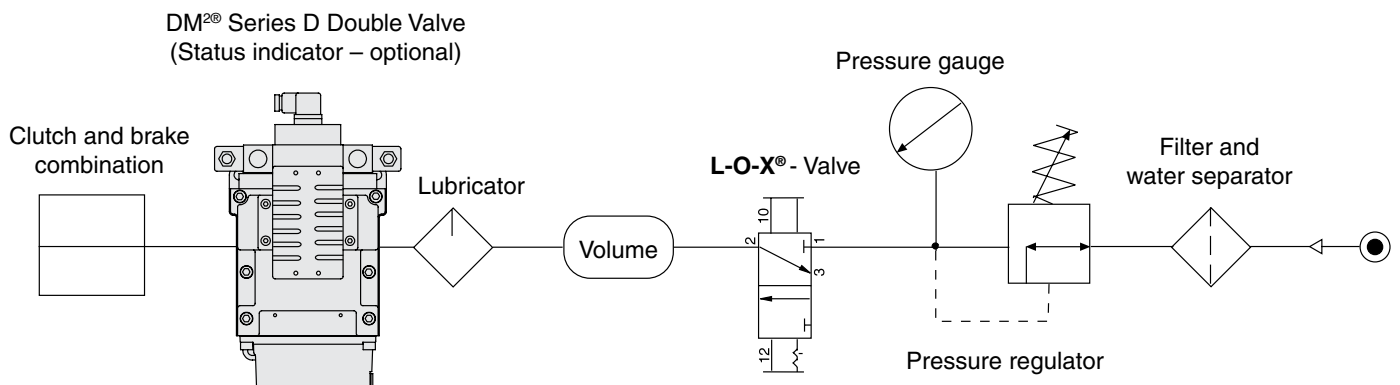 DM²® Series D Double Valve
(Status indicator – optional)
Pressure gauge
Clutch and brake
combination
Lubricator
L-O-X® - Valve
Filter and
water separator
Volume
10
2
1
3
12
Pressure regulator